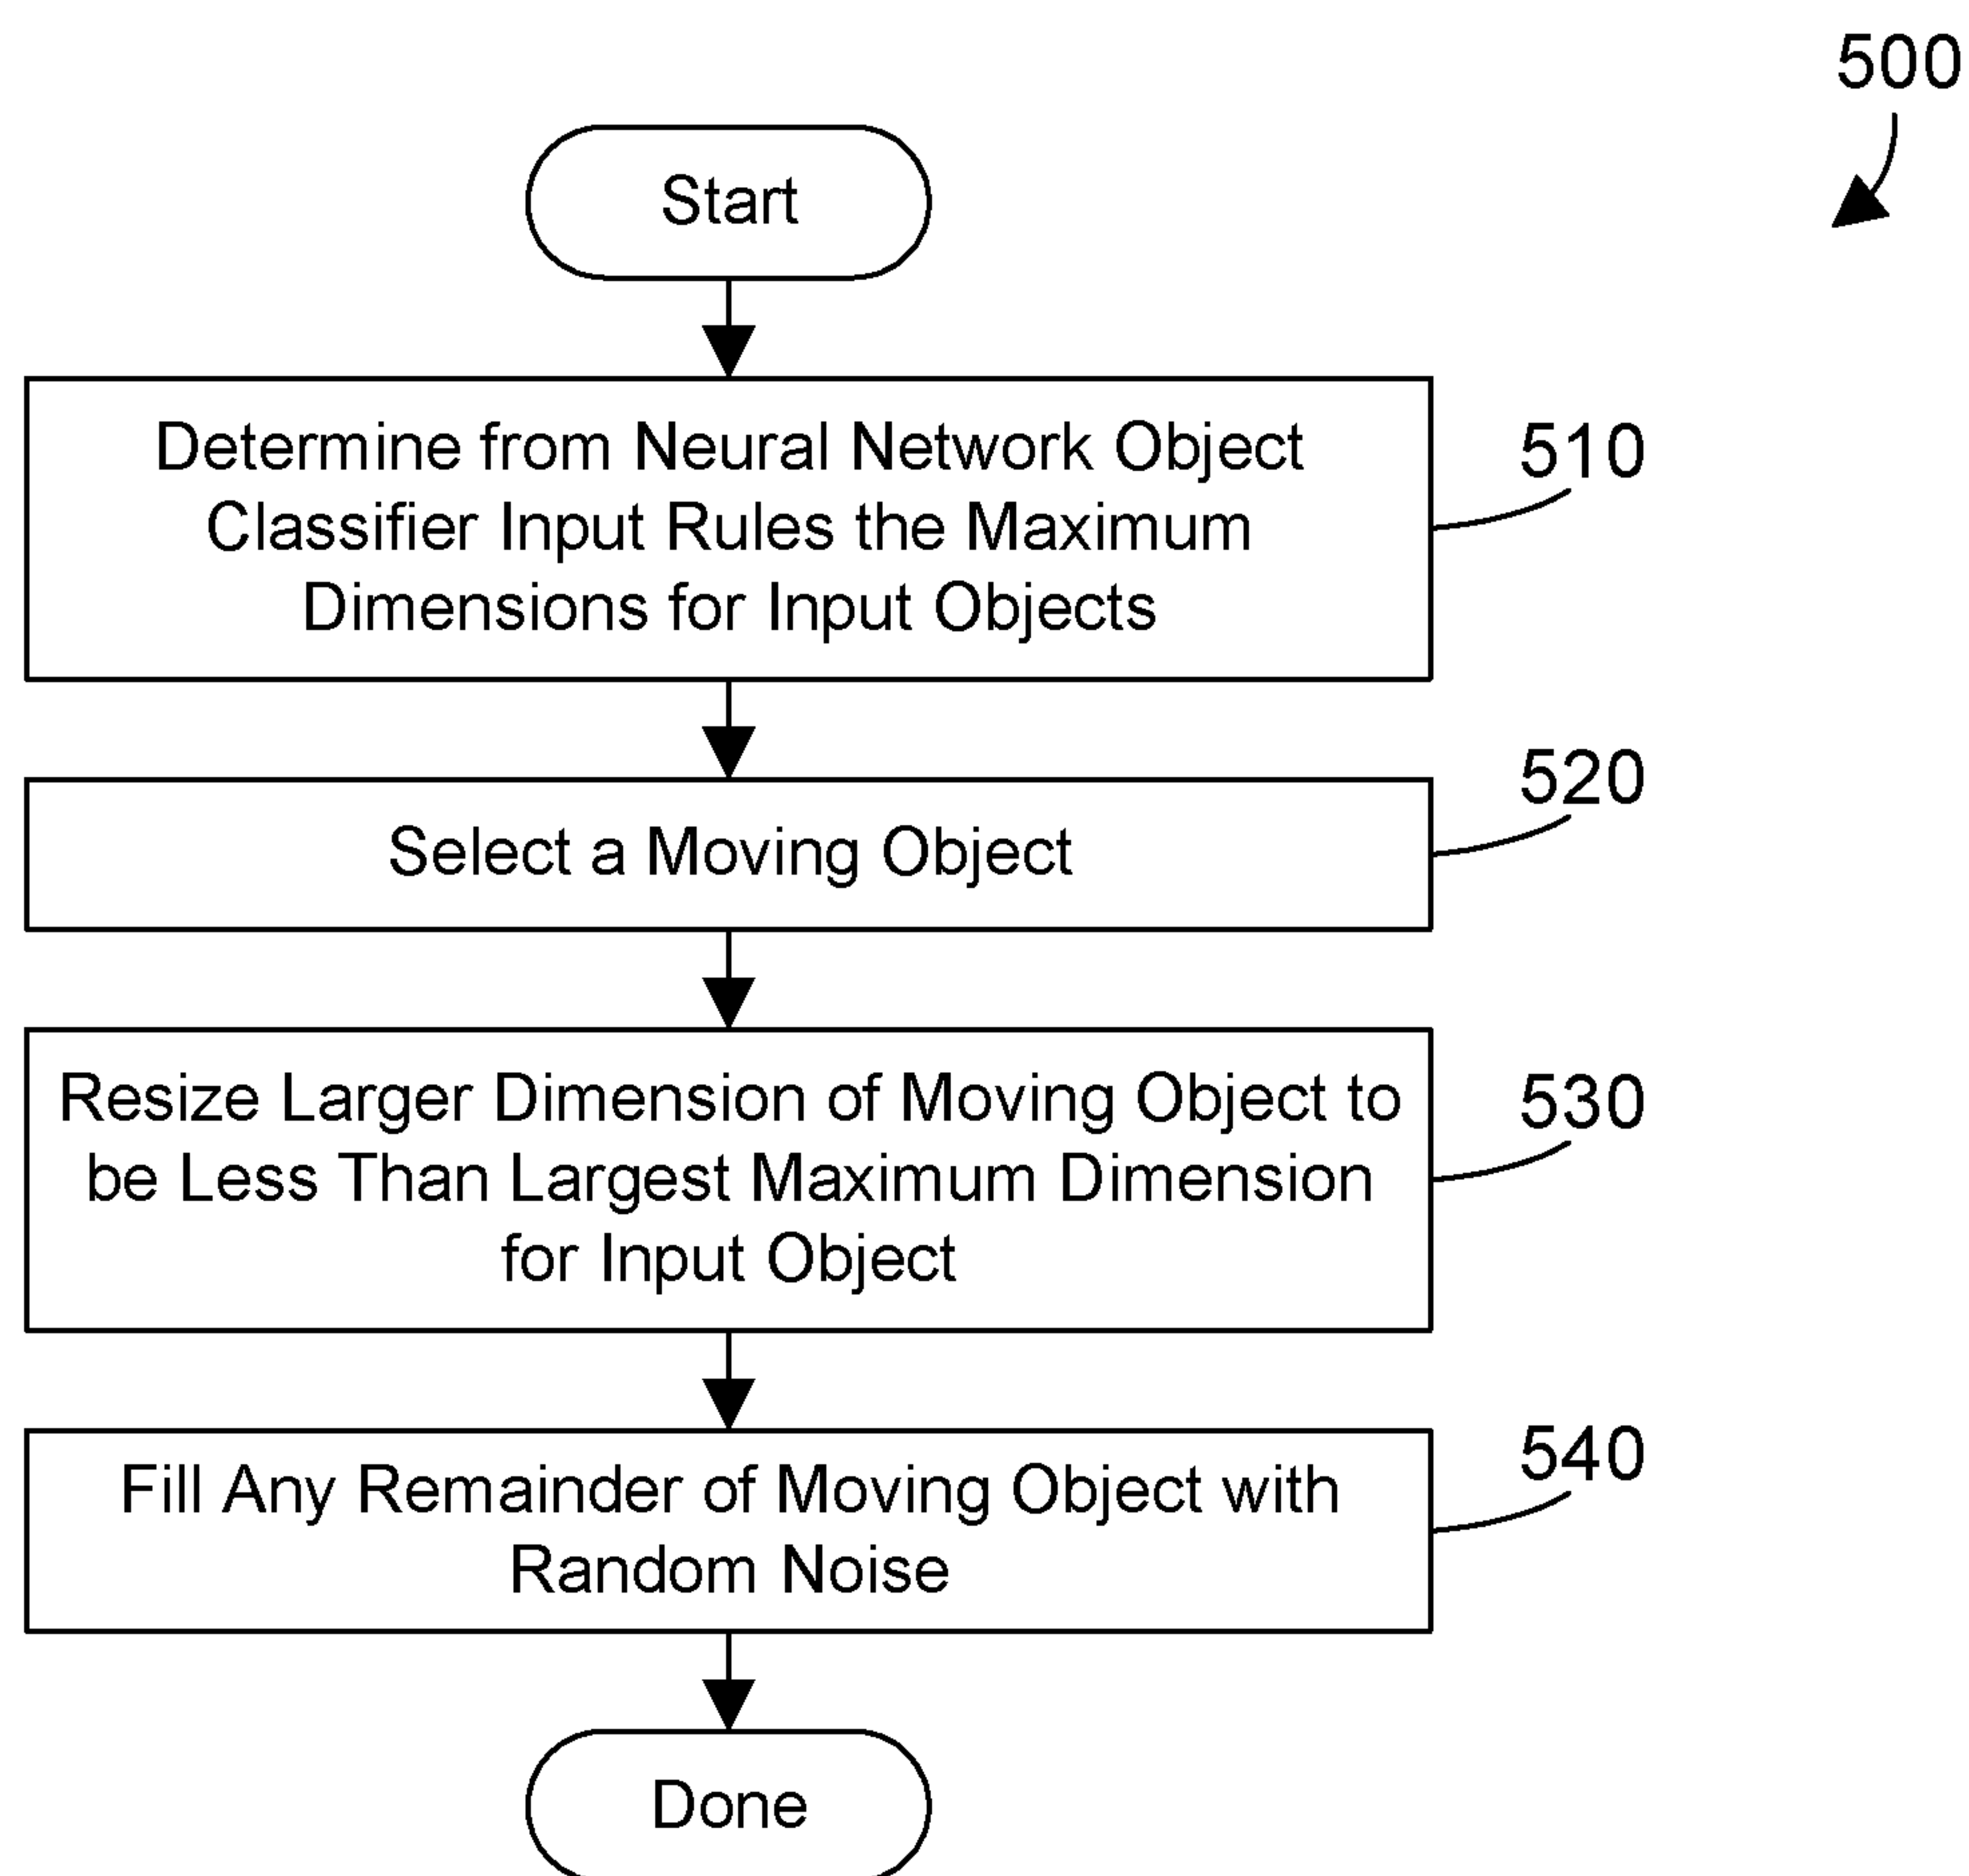 500
Start
Determine from Neural Network Object
Classifier Input Rules the Maximum
Dimensions for Input Objects
510
Select a Moving Object
520
Resize Larger Dimension of Moving Object to
be Less Than Largest Maximum Dimension
for Input Object
530
Fill Any Remainder of Moving Object with
Random Noise
540
Done